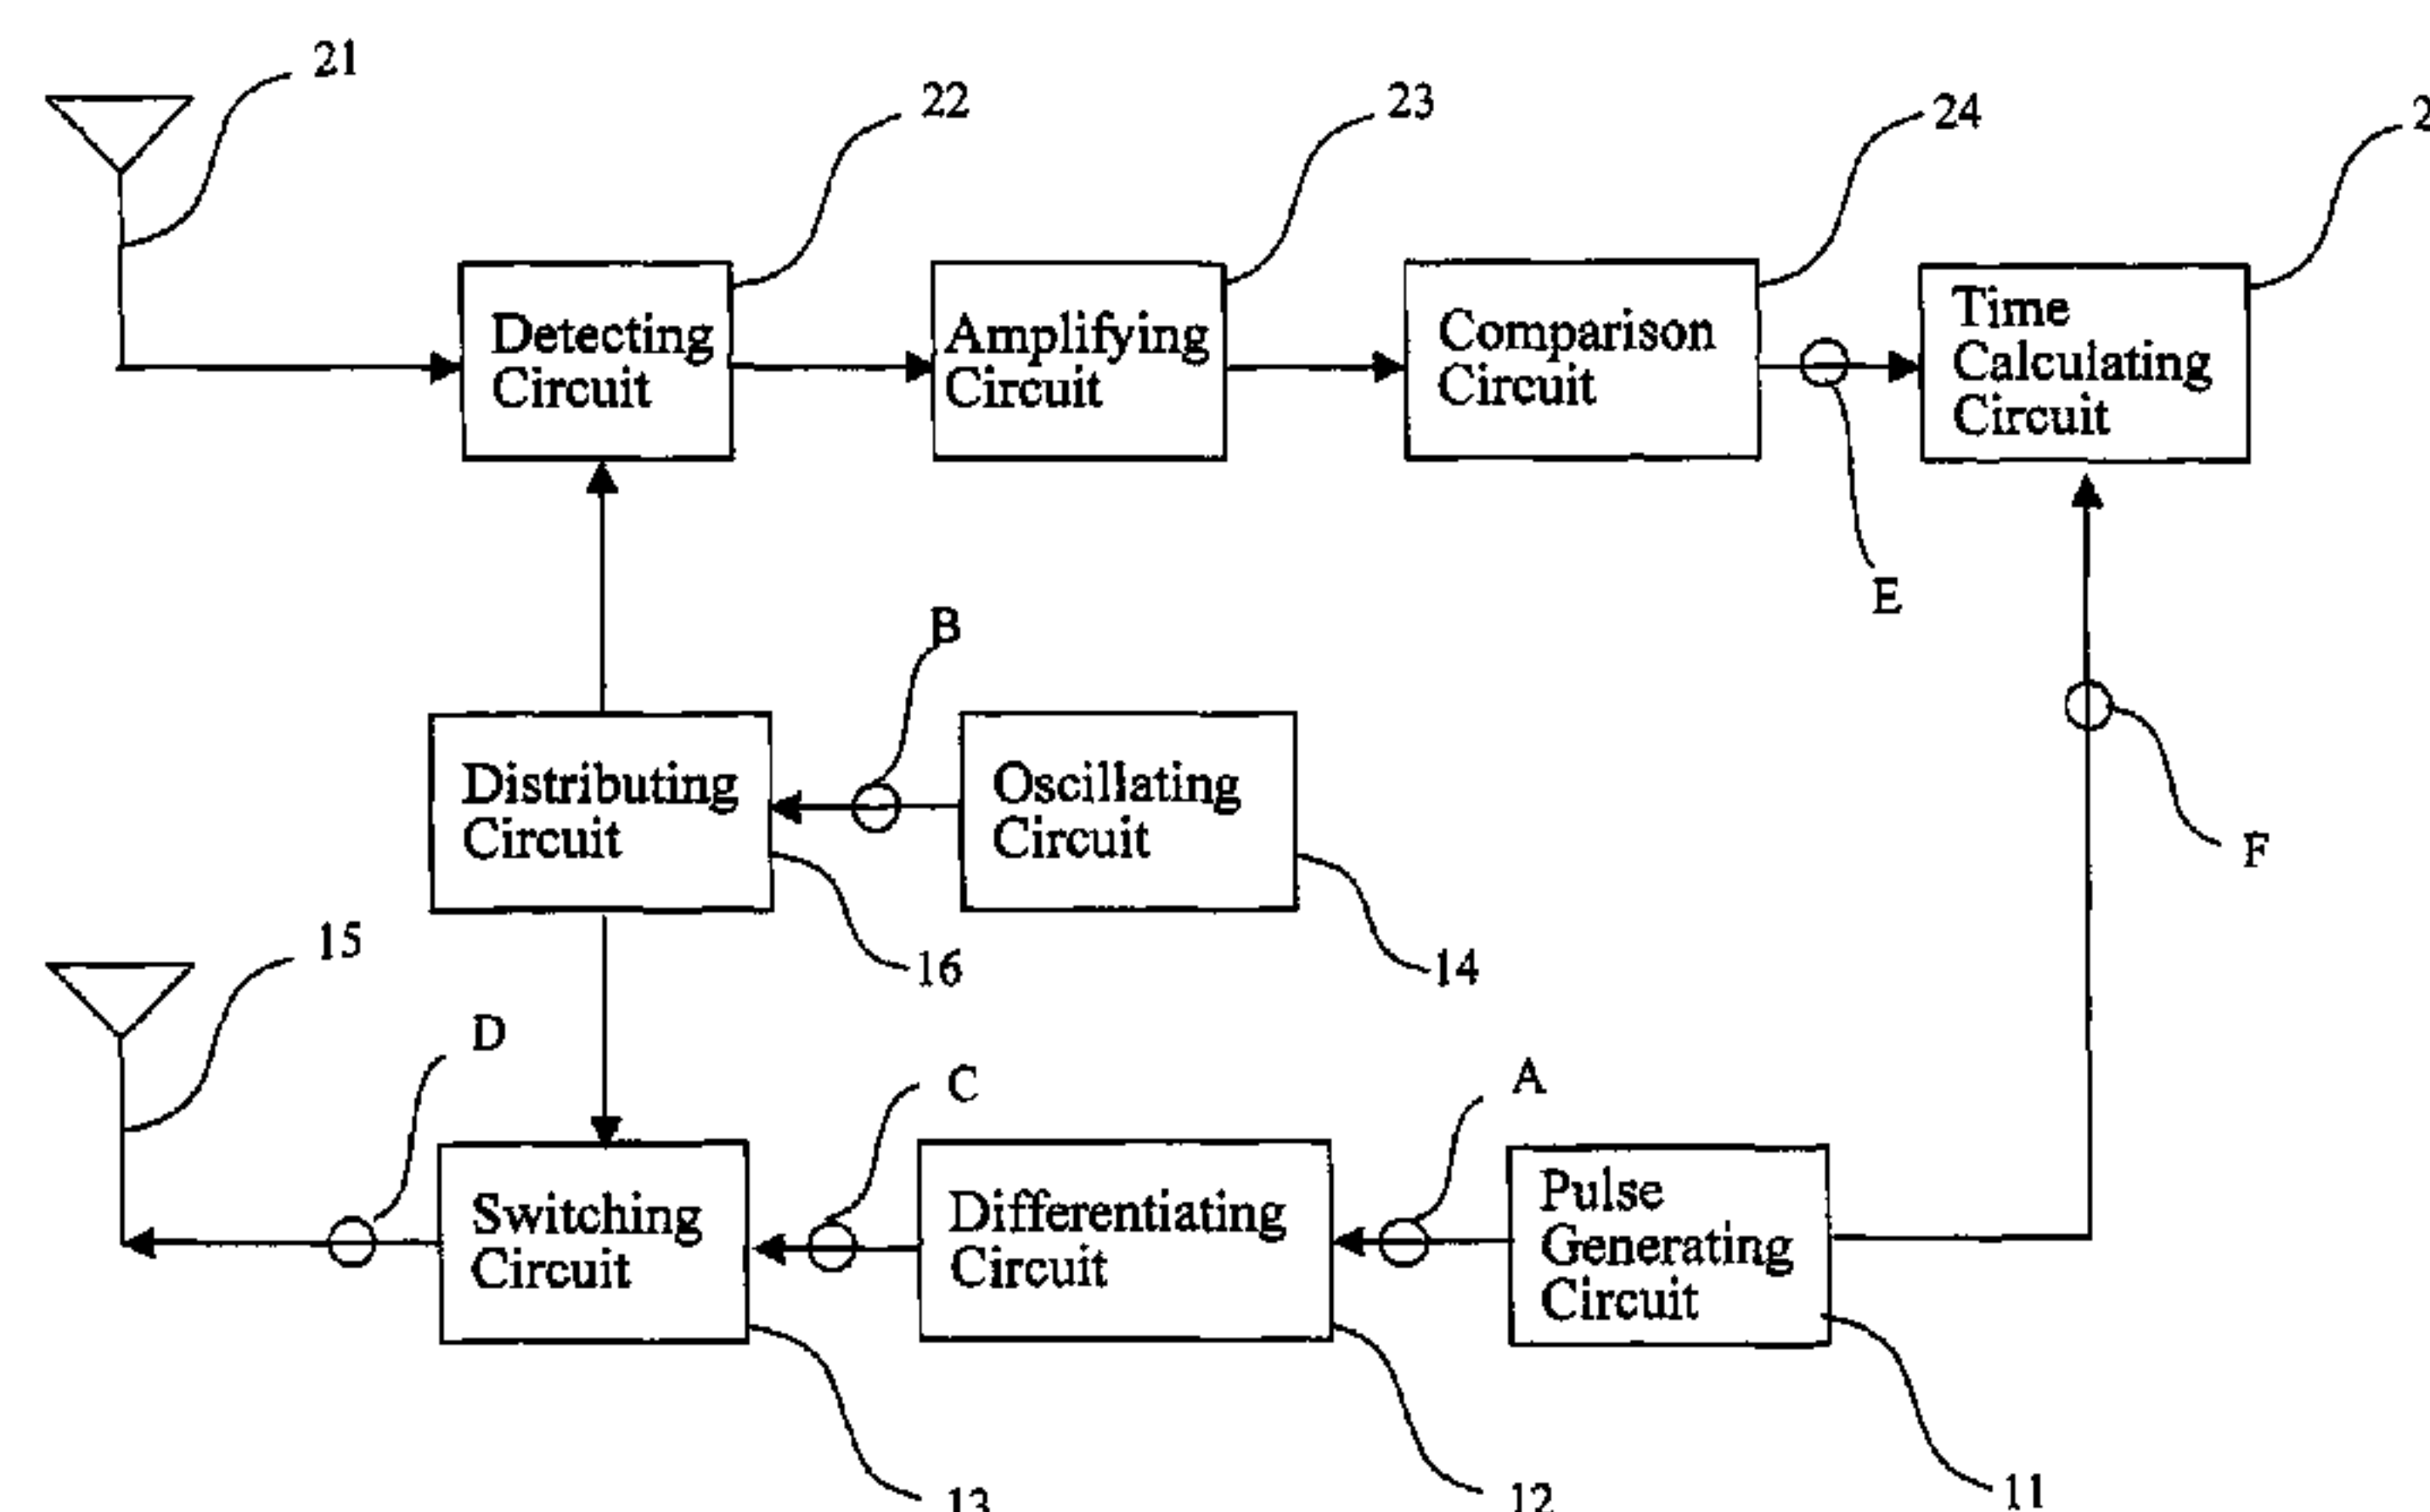 21
22
23
24
2
Detecting
Circuit
Amplifying
Circuit
Comparison
Circuit
Time
Calculating
Circuit
E
B
Distributing
Circuit
Oscillating
Circuit
F
16
14
15
D
C
A
Switching
Circuit
Differentiating
Circuit
Pulse
Generating
Circuit
13
12
11